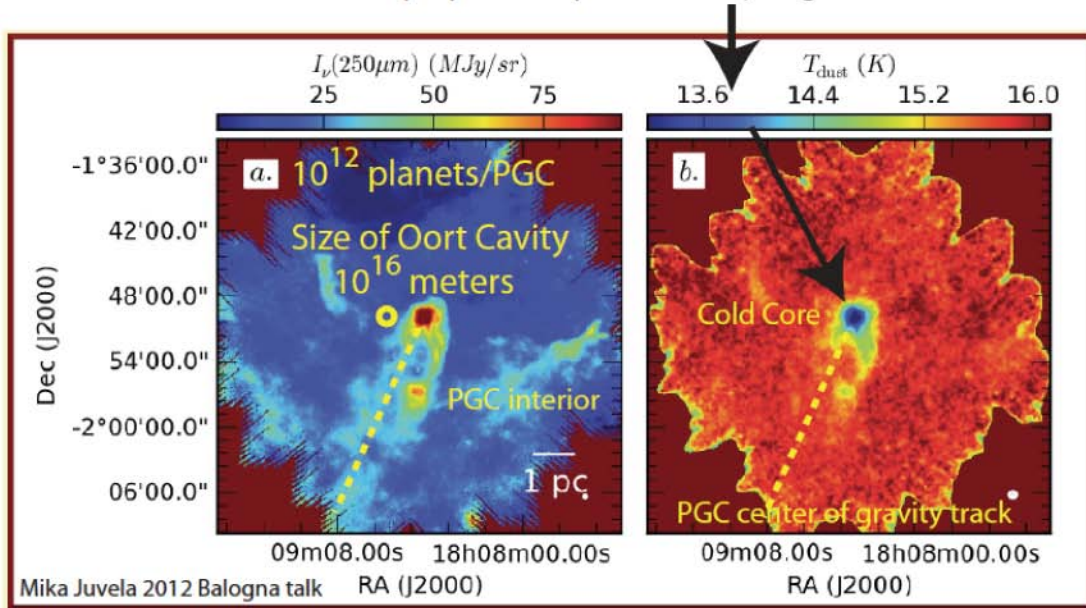 I_ν(250μm) (MJy/sr)
25 50 75
T_dust (K)
13.6 14.4 15.2 16.0
Dec (J2000)
-1°36'00.0"
42'00.0"
48'00.0"
54'00.0"
-2°00'00.0"
06'00.0"
a.
10¹² planets/PGC
Size of Oort Cavity
10¹⁶ meters
PGC interior
1 pc
09m08.00s 18h08m00.00s
RA (J2000)
b.
Cold Core
PGC center of gravity track
09m08.00s 18h08m00.00s
RA (J2000)
Mika Juvela 2012 Balogna talk